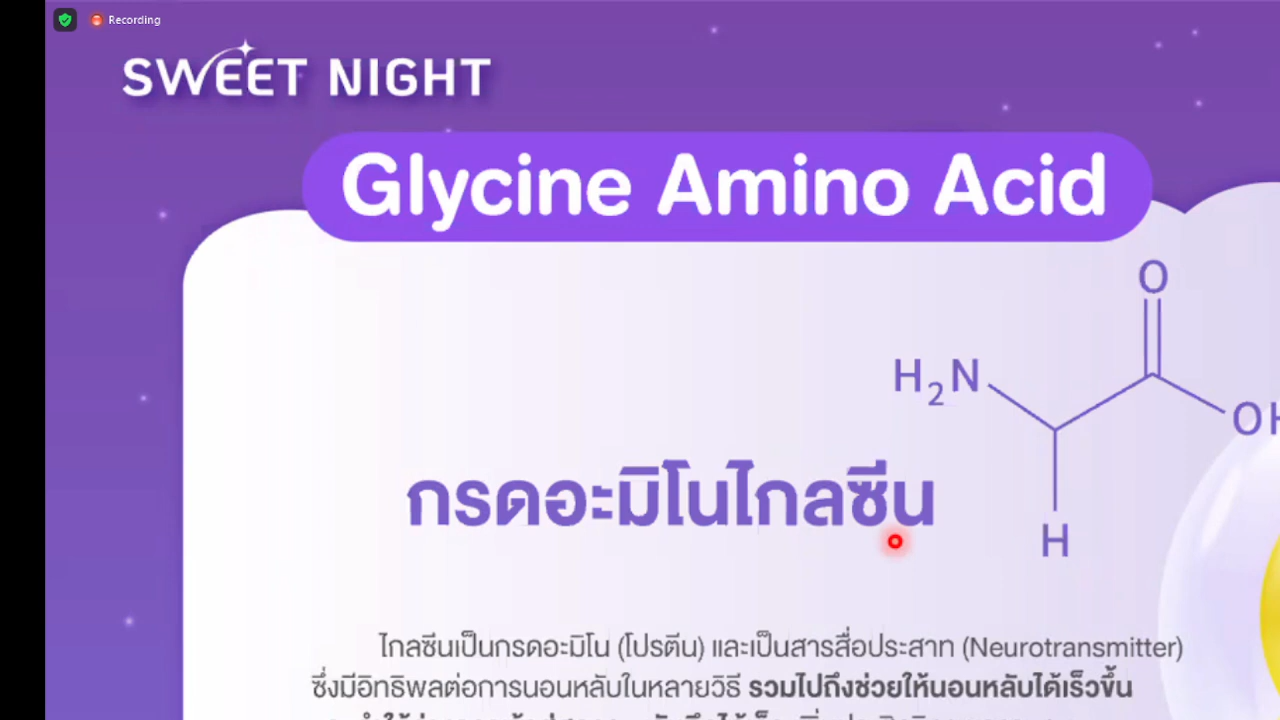 Recording
SWEET NIGHT
Glycine Amino Acid
O
H2N
OH
กรดอะมิโนไกลซีน
H
ไกลซีนเป็นกรดอะมิโน (โปรตีน) และเป็นสารสื่อประสาท (Neurotransmitter)
ซึ่งมีอิทธิพลต่อการนอนหลับในหลายวิธี รวมไปถึงช่วยให้นอนหลับได้เร็วขึ้น